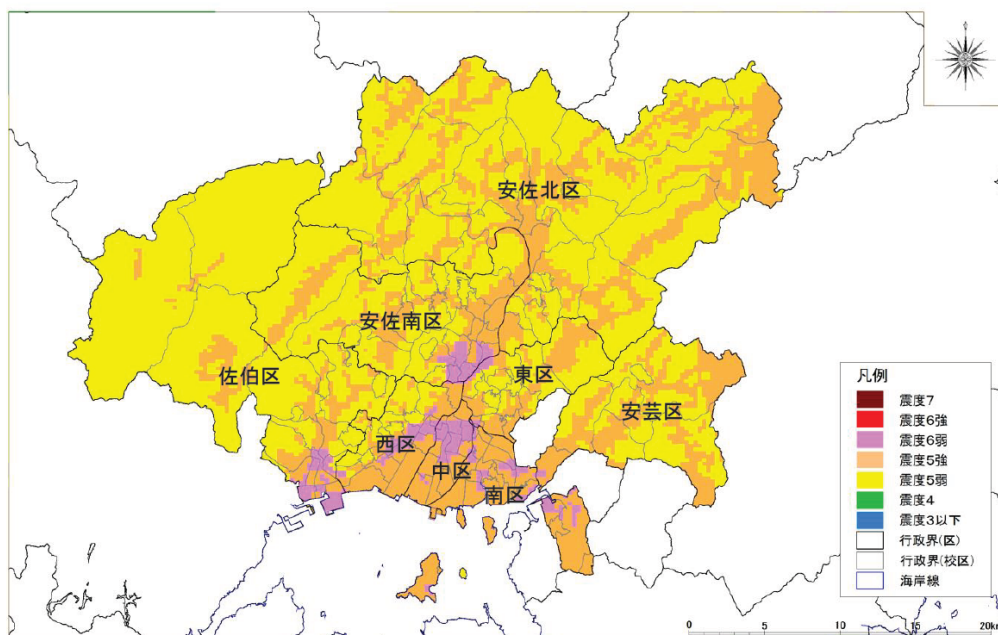 安佐北区
安佐南区
佐伯区
東区
安芸区
西区
中区
南区
凡例
震度7
震度6強
震度6弱
震度5強
震度5弱
震度4
震度3以下
行政界(区)
行政界(校区)
海岸線
0 5 10 15 20km